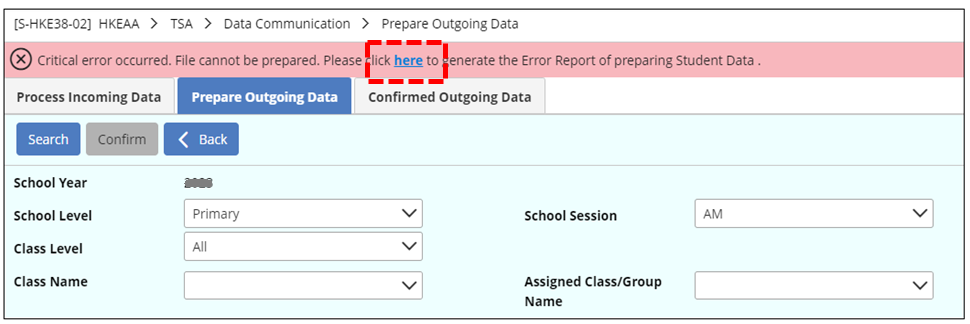 [S-HKE38-02] HKEAA > TSA > Data Communication > Prepare Outgoing Data
Critical error occurred. File cannot be prepared. Please click here to generate the Error Report of preparing Student Data .
Process Incoming Data Prepare Outgoing Data Confirmed Outgoing Data
Search Confirm Back
School Year
School Level Primary School Session AM
Class Level All
Class Name Assigned Class/Group
Name